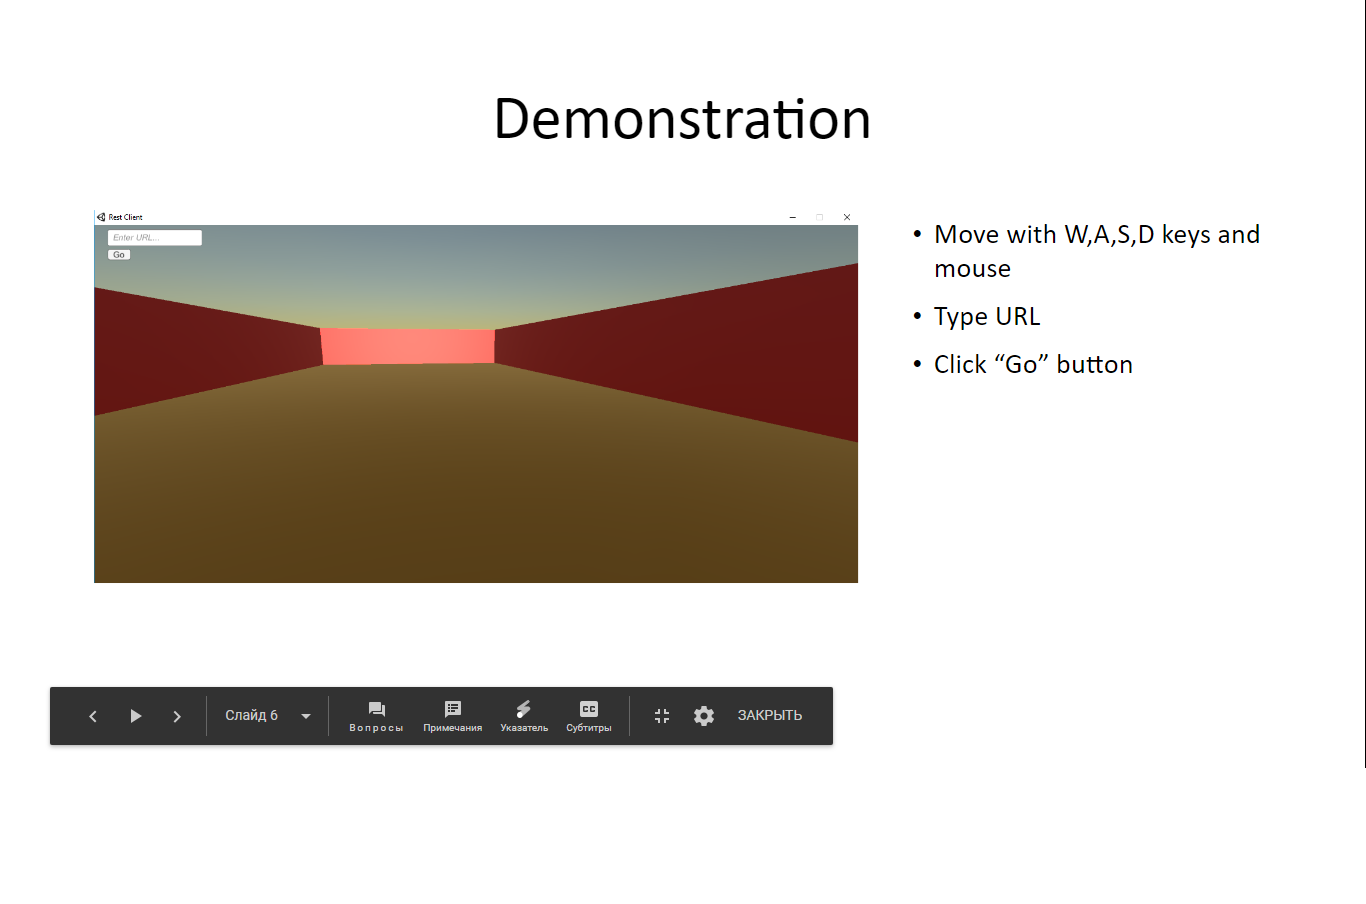 Demonstration
Rest Client
Enter URL...
Go
• Move with W,A,S,D keys and
mouse
• Type URL
• Click “Go” button
Слайд 6
Вопросы
Примечания
Указатель
CC
Субтитры
ЗАКРЫТЬ